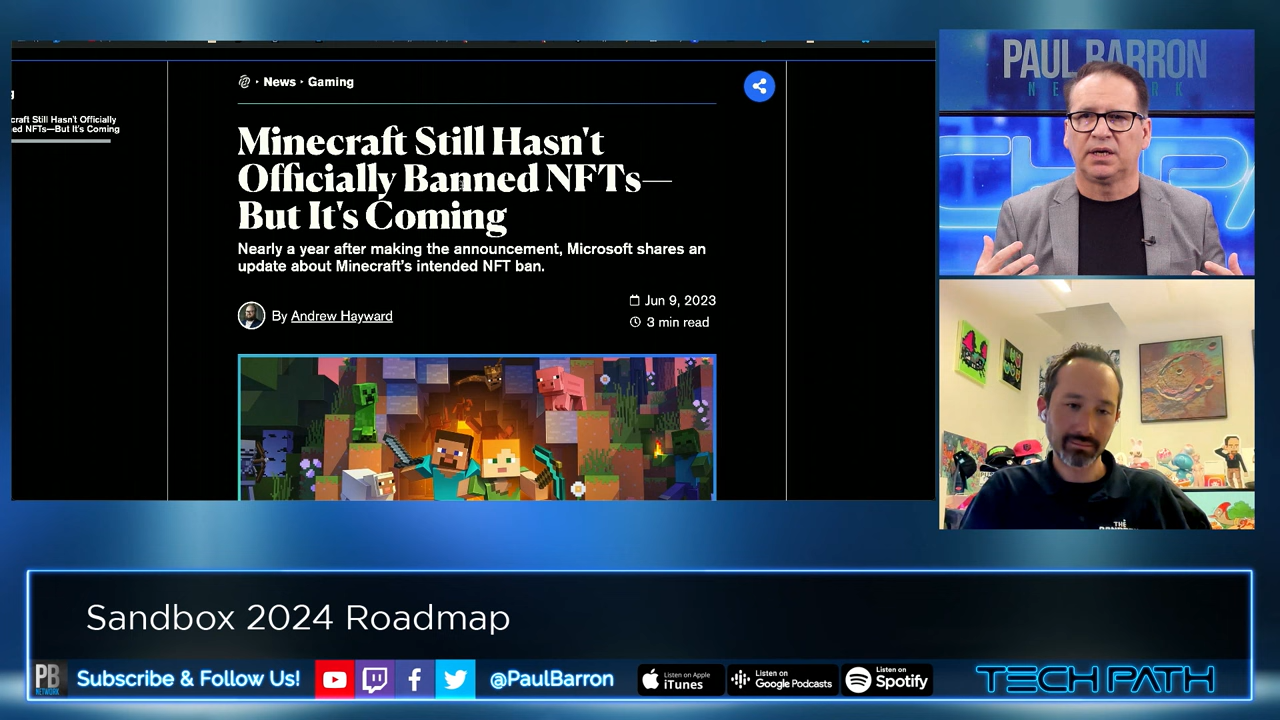 News · Gaming
craft Still Hasn't Officially
ed NFTs—But It's Coming
Minecraft Still Hasn't
Officially Banned NFTs—
But It's Coming
Nearly a year after making the announcement, Microsoft shares an
update about Minecraft's intended NFT ban.
By Andrew Hayward
Jun 9, 2023
3 min read
PAUL BARRON
NETWORK
THE
Sandbox 2024 Roadmap
PB
NETWORK
Subscribe & Follow Us!
@PaulBarron
Listen on Apple
iTunes
Listen on
Google Podcasts
Listen on
Spotify
TECH PATH